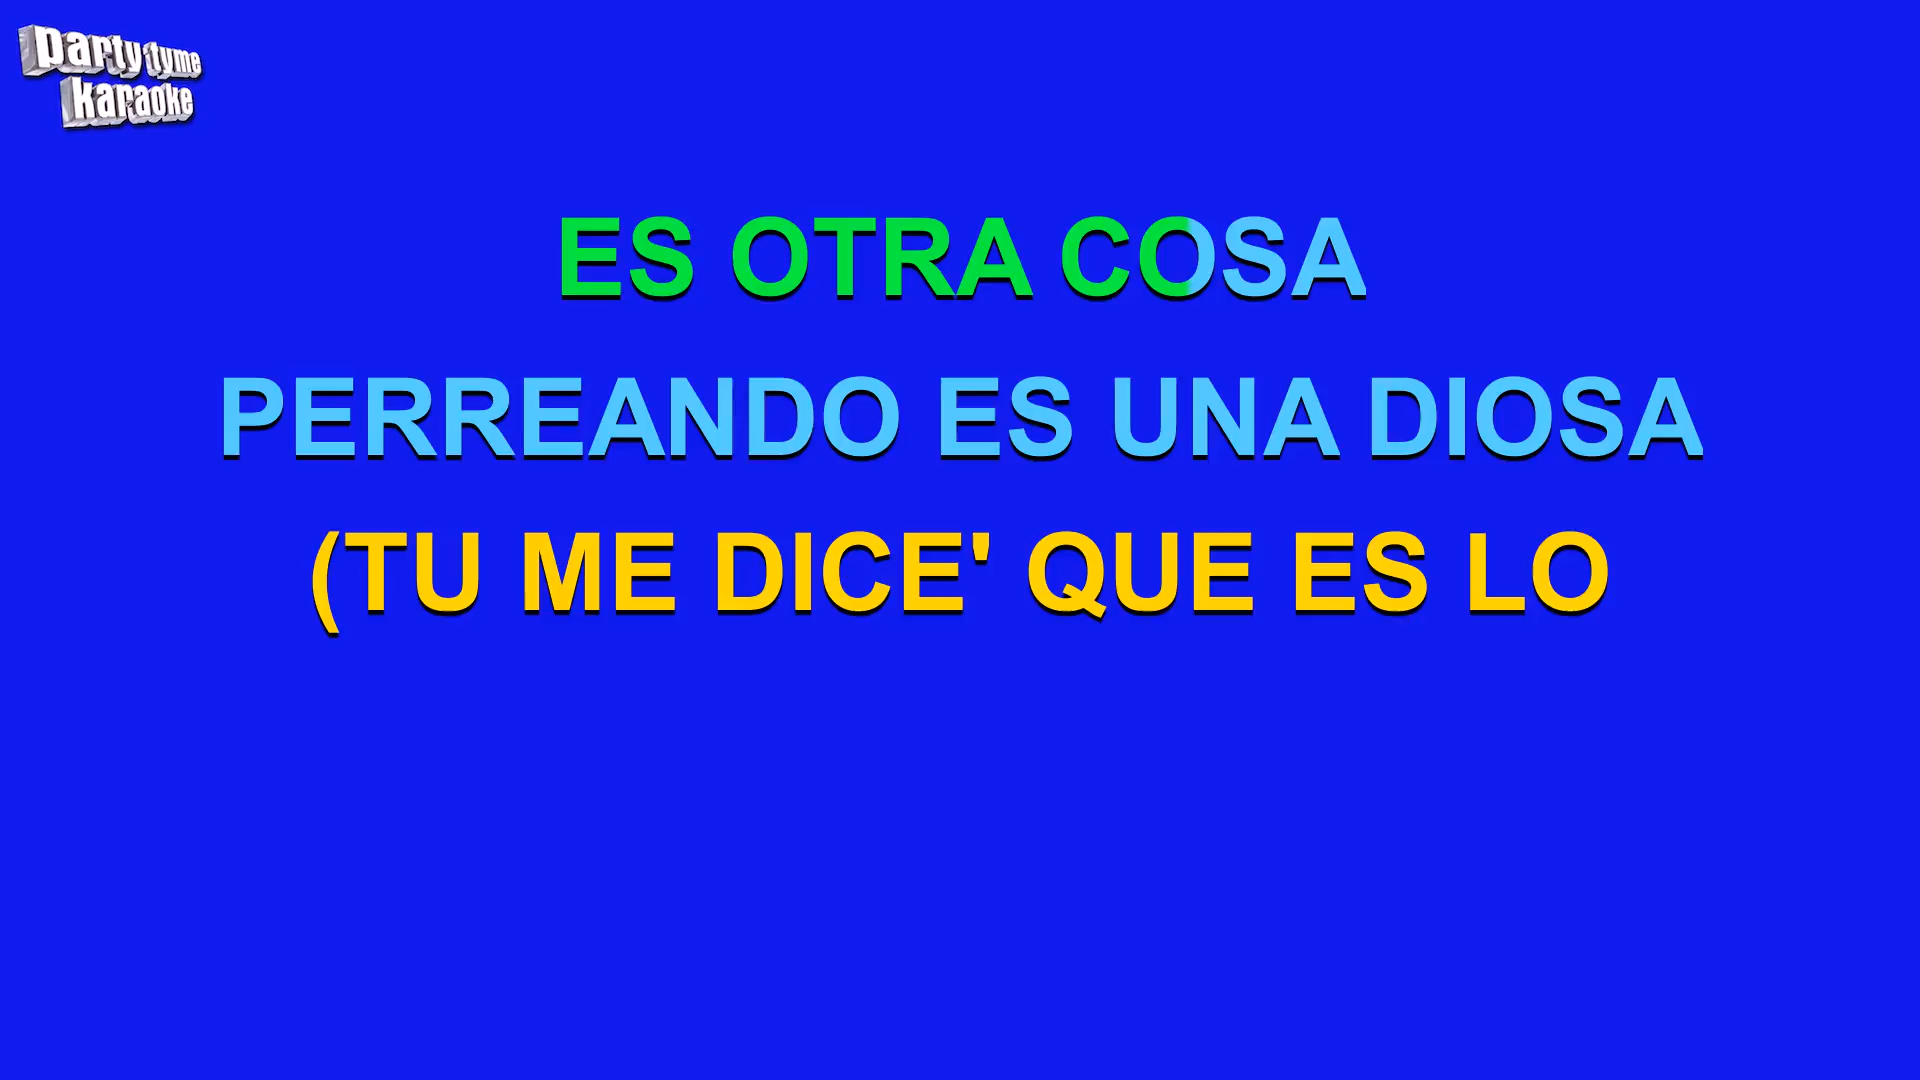 party tyme
karaoke
ES OTRA COSA
PERREANDO ES UNA DIOSA
(TU ME DICE' QUE ES LO